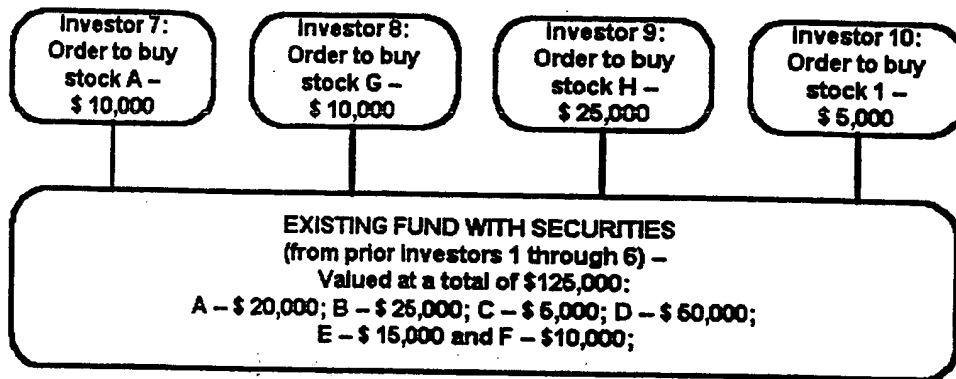 Investor 7:
Order to buy
stock A –
$ 10,000
Investor 8:
Order to buy
stock G –
$ 10,000
Investor 9:
Order to buy
stock H –
$ 25,000
Investor 10:
Order to buy
stock 1 –
$ 5,000
EXISTING FUND WITH SECURITIES
(from prior investors 1 through 6) –
Valued at a total of $125,000:
A – $ 20,000; B – $ 25,000; C – $ 5,000; D – $ 50,000;
E – $ 15,000 and F – $10,000;